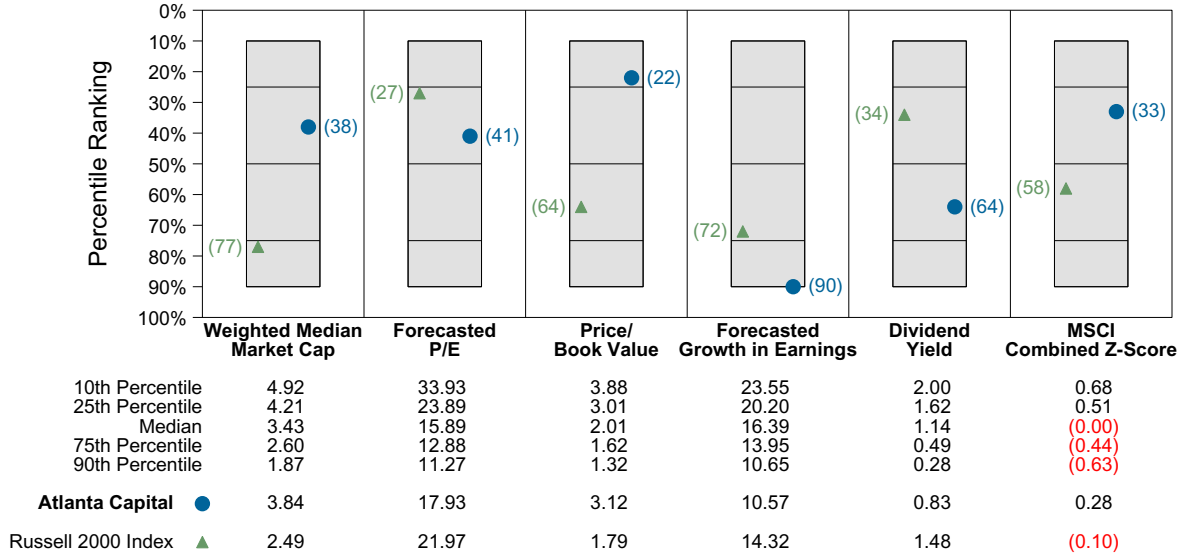 Percentile Ranking
0%
10%
20%
30%
40%
50%
60%
70%
80%
90%
100%
(38)
(77)
(27)
(41)
(22)
(64)
(72)
(90)
(34)
(64)
(33)
(58)
Weighted Median Market Cap
Forecasted P/E
Price/ Book Value
Forecasted Growth in Earnings
Dividend Yield
MSCI Combined Z-Score
10th Percentile 4.92 33.93 3.88 23.55 2.00 0.68
25th Percentile 4.21 23.89 3.01 20.20 1.62 0.51
Median 3.43 15.89 2.01 16.39 1.14 (0.00)
75th Percentile 2.60 12.88 1.62 13.95 0.49 (0.44)
90th Percentile 1.87 11.27 1.32 10.65 0.28 (0.63)
Atlanta Capital 3.84 17.93 3.12 10.57 0.83 0.28
Russell 2000 Index 2.49 21.97 1.79 14.32 1.48 (0.10)